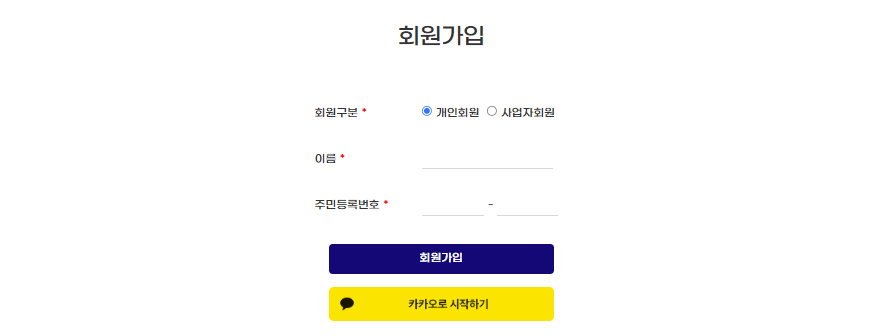 회원가입
회원구분 * 개인회원 사업자회원
이름 *
주민등록번호 * -
회원가입
카카오로 시작하기